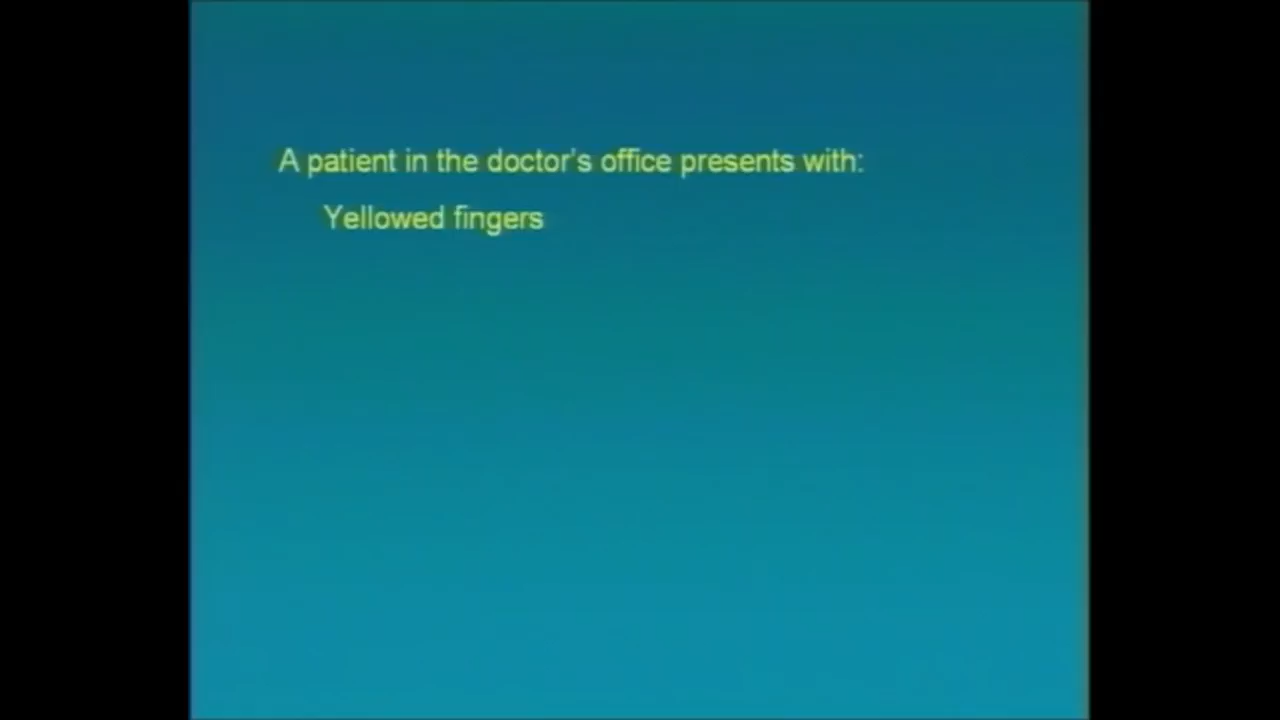 A patient in the doctor's office presents with:
Yellowed fingers